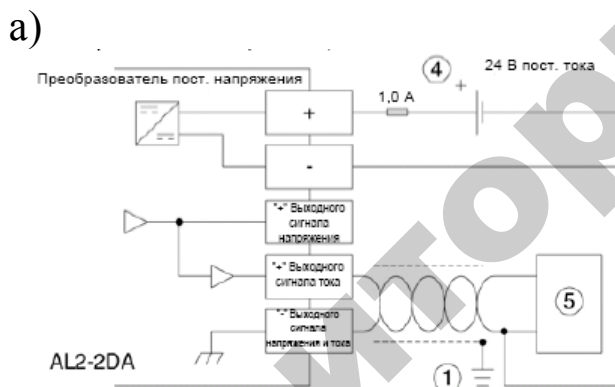 а)
Преобразователь пост. напряжения
4
24 В пост. тока
+
1,0 А
+
-
"+" Выходного
сигнала
напряжения
"+" Выходного
сигнала тока
"-" Выходного
сигнала
напряжения и тока
5
AL2-2DA
1